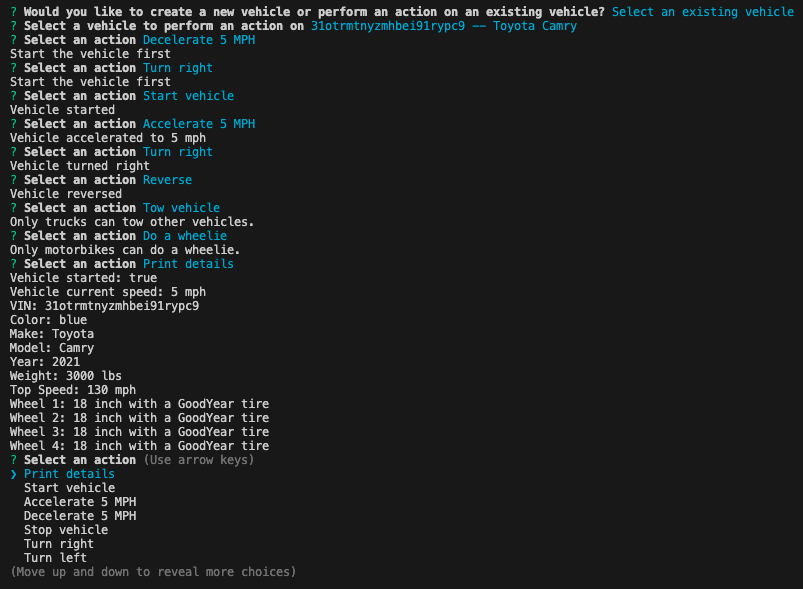 ? Would you like to create a new vehicle or perform an action on an existing vehicle? Select an existing vehicle
? Select a vehicle to perform an action on 31otrmtnyzmhbei91rypc9 -- Toyota Camry
? Select an action Decelerate 5 MPH
Start the vehicle first
? Select an action Turn right
Start the vehicle first
? Select an action Start vehicle
Vehicle started
? Select an action Accelerate 5 MPH
Vehicle accelerated to 5 mph
? Select an action Turn right
Vehicle turned right
? Select an action Reverse
Vehicle reversed
? Select an action Tow vehicle
Only trucks can tow other vehicles.
? Select an action Do a wheelie
Only motorbikes can do a wheelie.
? Select an action Print details
Vehicle started: true
Vehicle current speed: 5 mph
VIN: 31otrmtnyzmhbei91rypc9
Color: blue
Make: Toyota
Model: Camry
Year: 2021
Weight: 3000 lbs
Top Speed: 130 mph
Wheel 1: 18 inch with a GoodYear tire
Wheel 2: 18 inch with a GoodYear tire
Wheel 3: 18 inch with a GoodYear tire
Wheel 4: 18 inch with a GoodYear tire
? Select an action (Use arrow keys)
❯ Print details
Start vehicle
Accelerate 5 MPH
Decelerate 5 MPH
Stop vehicle
Turn right
Turn left
(Move up and down to reveal more choices)